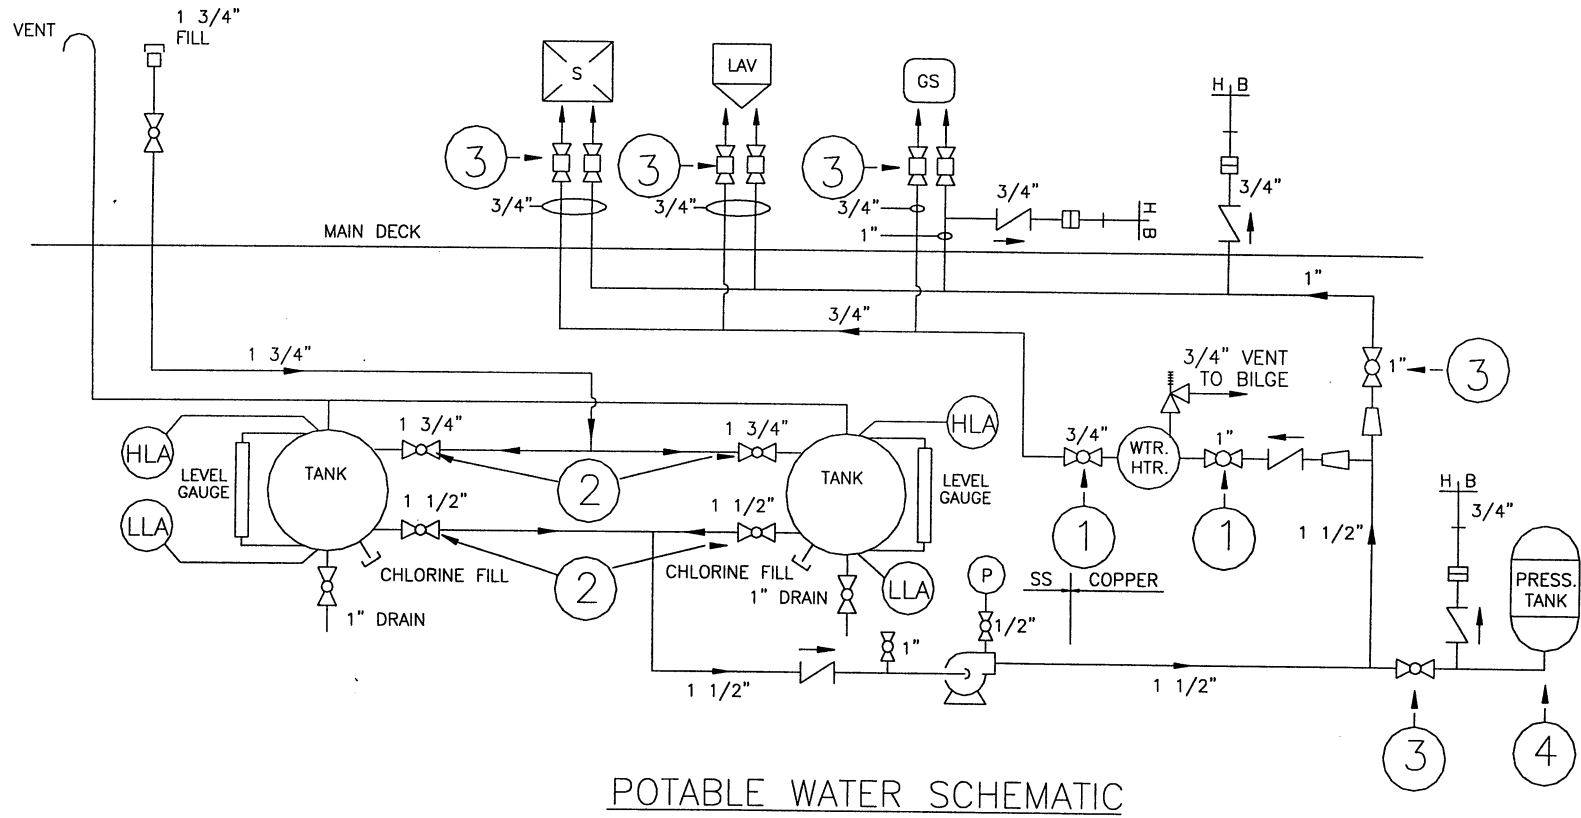 VENT
1 3/4"
FILL
S
LAV
GS
H B
3
3
3
3/4"
3/4"
3/4"
3/4"
3/4"
1"
H B
MAIN DECK
1"
3/4"
1 3/4"
3/4" VENT
TO BILGE
1"
3
HLA
LEVEL
GAUGE
TANK
1 3/4"
1 3/4"
TANK
HLA
LEVEL
GAUGE
3/4"
WTR.
HTR.
1"
2
LLA
1 1/2"
1 1/2"
1
1
1 1/2"
H B
3/4"
CHLORINE FILL
2
CHLORINE FILL
LLA
P
SS
COPPER
PRESS.
TANK
1" DRAIN
1" DRAIN
1/2"
1"
1 1/2"
1 1/2"
3
4
POTABLE WATER SCHEMATIC